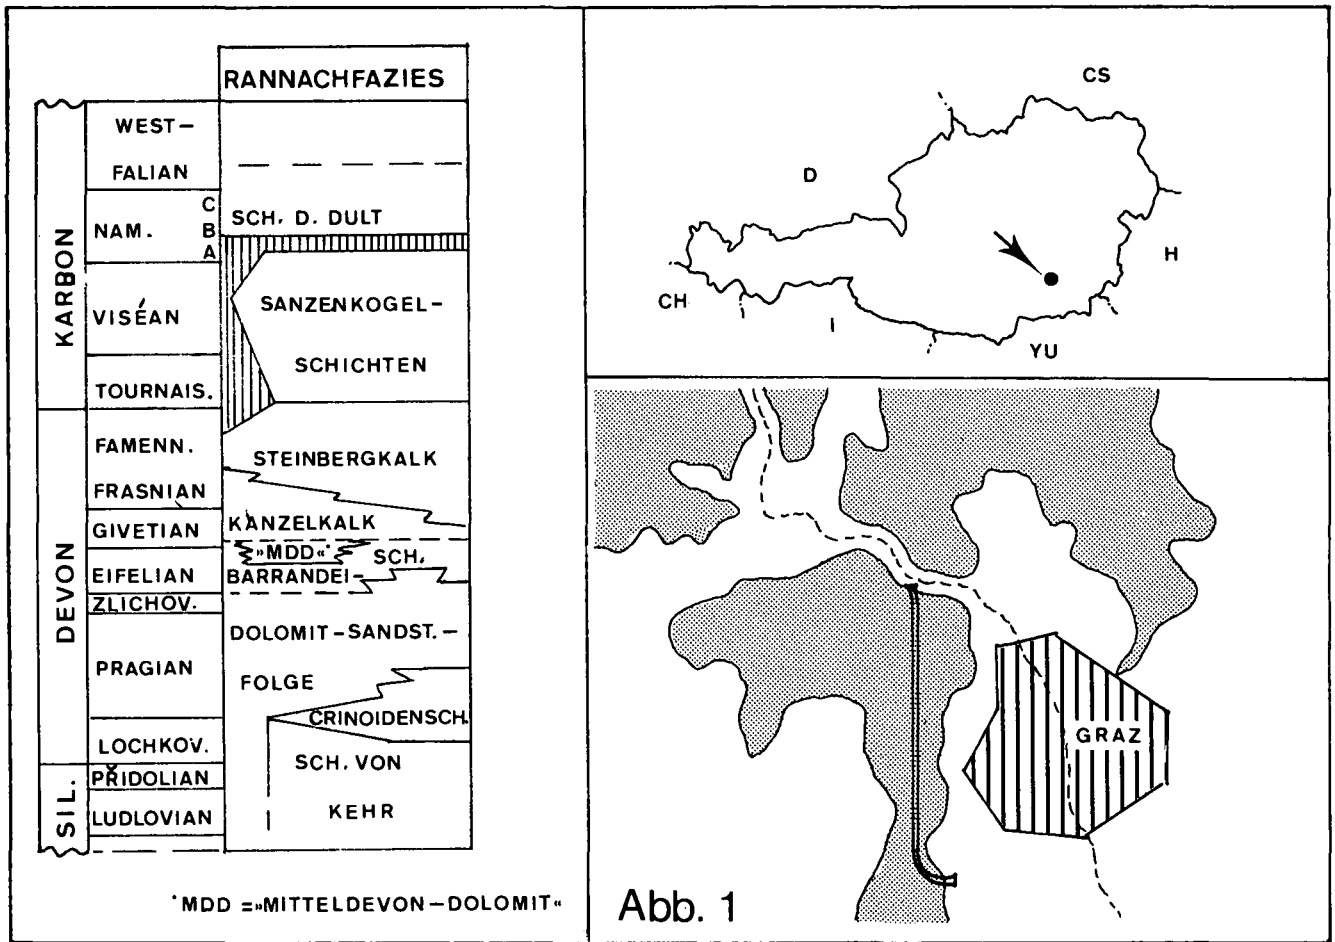 RANNACHFAZIES
KARBON
WEST–
FALIAN
NAM.
C
B
A
SCH. D. DULT
VISÉAN
SANZENKOGEL-
SCHICHTEN
TOURNAIS.
DEVON
FAMENN.
STEINBERGKALK
FRASNIAN
GIVETIAN
KANZELKALK
»MDD«*
SCH.
EIFELIAN
BARRANDEI-
ZLICHOV.
DOLOMIT–SANDST.–
PRAGIAN
FOLGE
CRINOIDENSCH.
LOCHKOV.
SCH. VON
SIL.
PŘIDOLIAN
LUDLOVIAN
KEHR
*MDD =»MITTELDEVON–DOLOMIT«
CS
D
H
CH
I
YU
GRAZ
Abb. 1